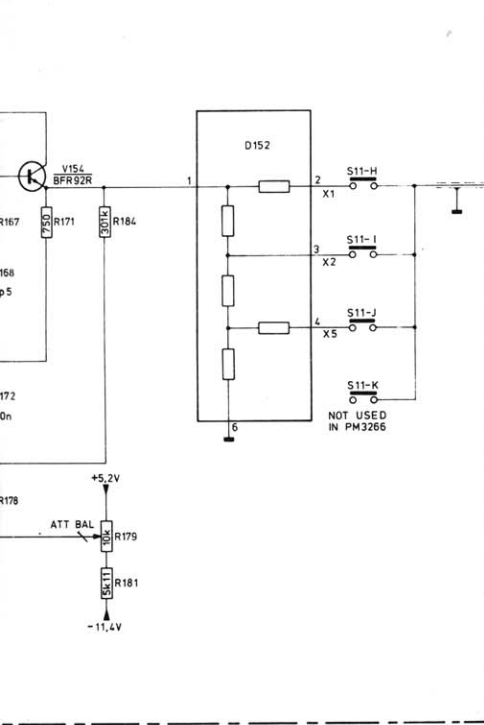 D152
V154
BFR92R
1
2
X1
S11-H
R167
750
R171
301k
R184
3
X2
S11-I
168
p5
4
X5
S11-J
172
0n
S11-K
NOT USED
IN PM3266
6
+5,2V
R178
ATT BAL
10k
R179
5k11
R181
-11,4V